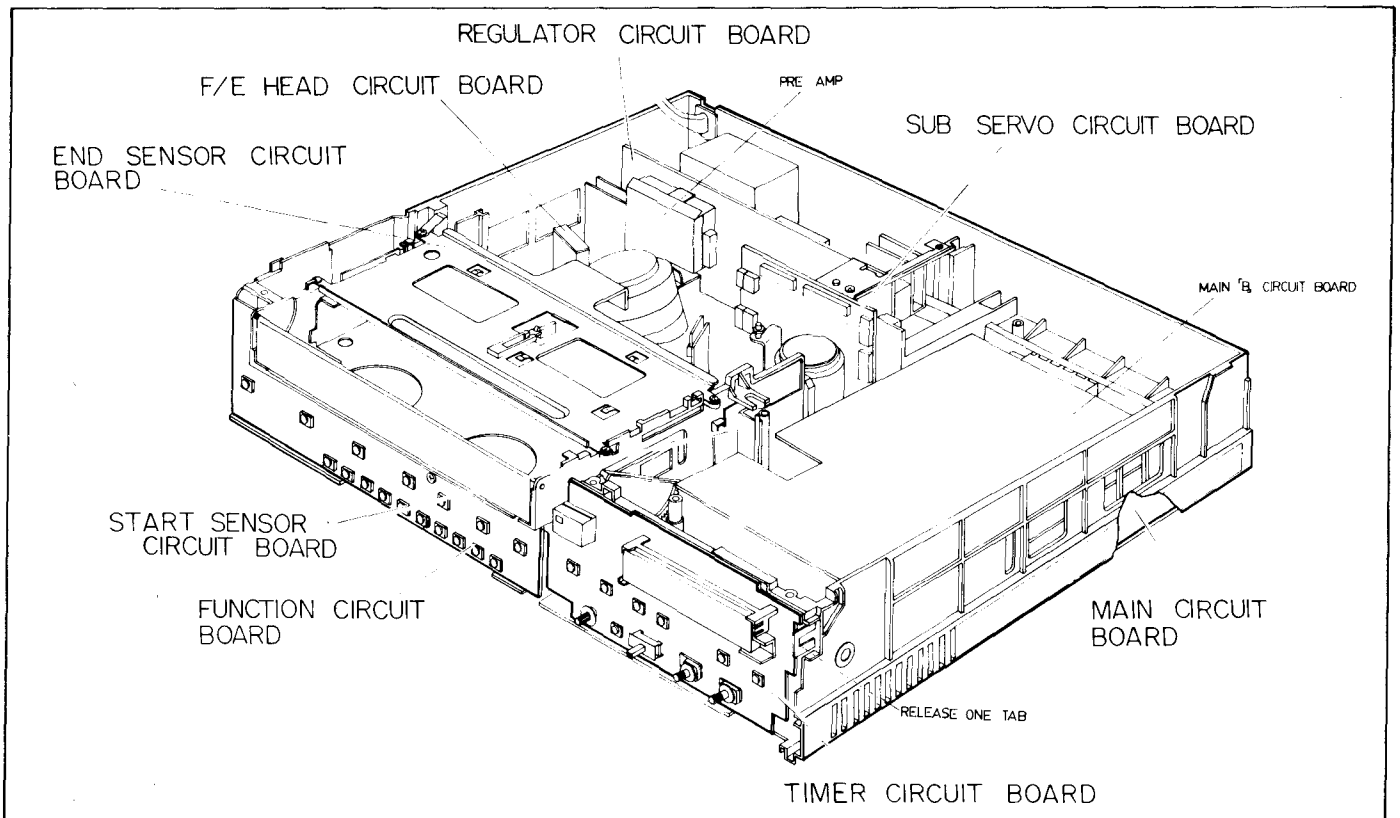 REGULATOR CIRCUIT BOARD
F/E HEAD CIRCUIT BOARD
PRE AMP
SUB SERVO CIRCUIT BOARD
END SENSOR CIRCUIT
BOARD
MAIN「B」CIRCUIT BOARD
START SENSOR
CIRCUIT BOARD
FUNCTION CIRCUIT
BOARD
MAIN CIRCUIT
BOARD
RELEASE ONE TAB
TIMER CIRCUIT BOARD